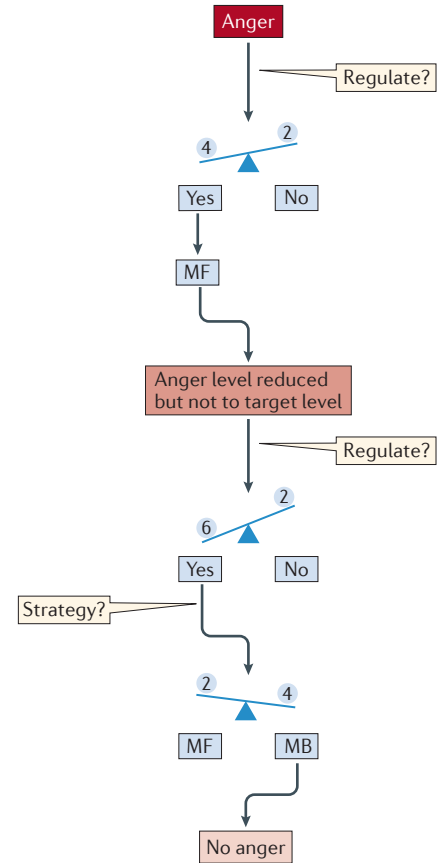 Anger
Regulate?
4
2
Yes
No
MF
Anger level reduced
but not to target level
Regulate?
6
2
Yes
No
Strategy?
2
4
MF
MB
No anger